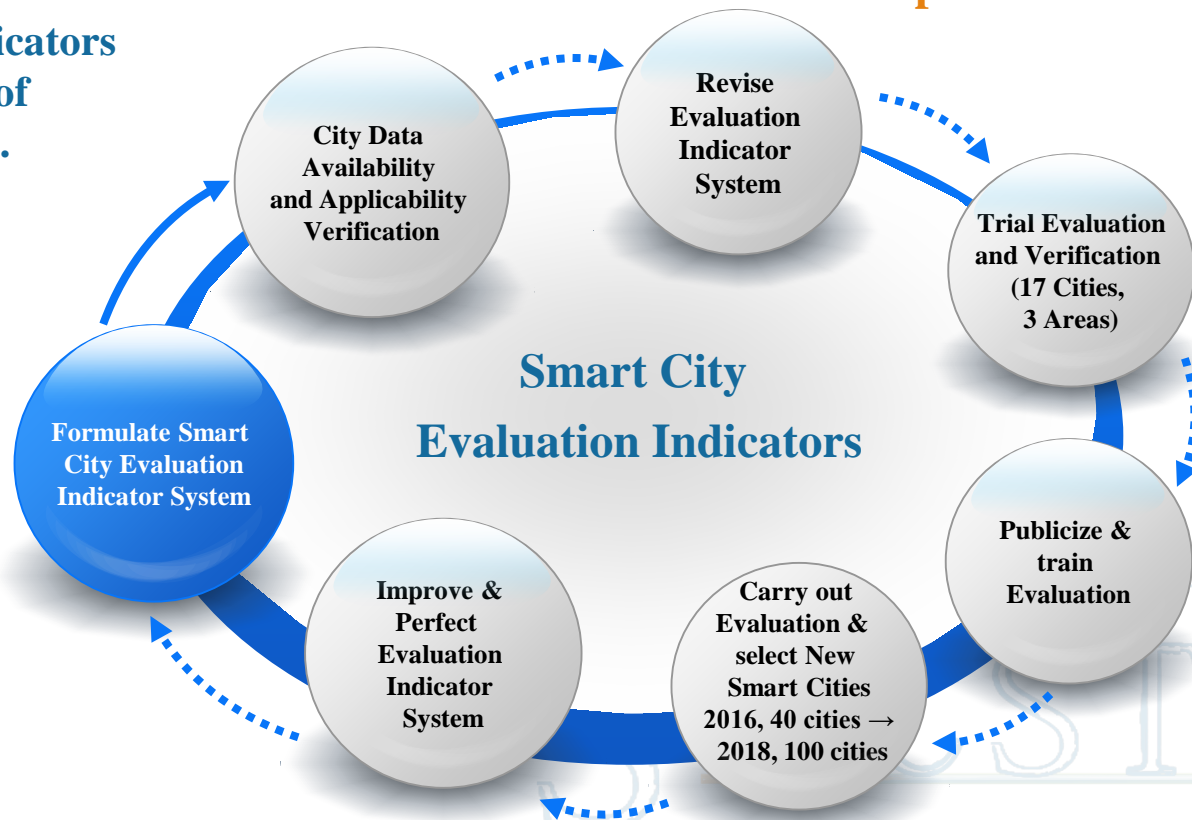 icators
of
.
p
City Data
Availability
and Applicability
Verification
Revise
Evaluation
Indicator
System
Trial Evaluation
and Verification
(17 Cities,
3 Areas)
Smart City
Evaluation Indicators
Formulate Smart
City Evaluation
Indicator System
Publicize &
train
Evaluation
Improve &
Perfect
Evaluation
Indicator
System
Carry out
Evaluation &
select New
Smart Cities
2016, 40 cities →
2018, 100 cities